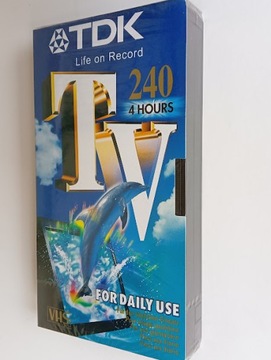 TDK
Life on Record
TV
240
4 HOURS
FOR DAILY USE
VHS